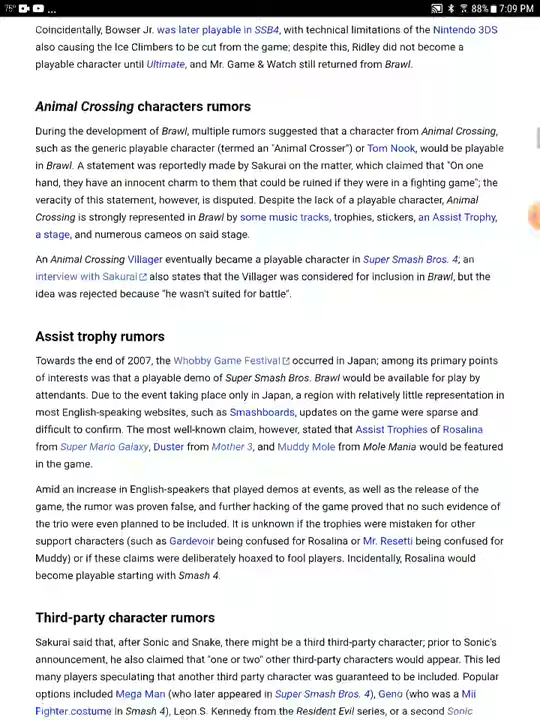 75° ...
88% 7:09 PM
Coincidentally, Bowser Jr. was later playable in SSB4, with technical limitations of the Nintendo 3DS
also causing the Ice Climbers to be cut from the game; despite this, Ridley did not become a
playable character until Ultimate, and Mr. Game & Watch still returned from Brawl.
Animal Crossing characters rumors
During the development of Brawl, multiple rumors suggested that a character from Animal Crossing,
such as the generic playable character (termed an "Animal Crosser") or Tom Nook, would be playable
in Brawl. A statement was reportedly made by Sakurai on the matter, which claimed that "On one
hand, they have an innocent charm to them that could be ruined if they were in a fighting game"; the
veracity of this statement, however, is disputed. Despite the lack of a playable character, Animal
Crossing is strongly represented in Brawl by some music tracks, trophies, stickers, an Assist Trophy,
a stage, and numerous cameos on said stage.
An Animal Crossing Villager eventually became a playable character in Super Smash Bros. 4; an
interview with Sakurai also states that the Villager was considered for inclusion in Brawl, but the
idea was rejected because "he wasn't suited for battle".
Assist trophy rumors
Towards the end of 2007, the Whobby Game Festival occurred in Japan; among its primary points
of interests was that a playable demo of Super Smash Bros. Brawl would be available for play by
attendants. Due to the event taking place only in Japan, a region with relatively little representation in
most English-speaking websites, such as Smashboards, updates on the game were sparse and
difficult to confirm. The most well-known claim, however, stated that Assist Trophies of Rosalina
from Super Mario Galaxy, Duster from Mother 3, and Muddy Mole from Mole Mania would be featured
in the game.
Amid an increase in English-speakers that played demos at events, as well as the release of the
game, the rumor was proven false, and further hacking of the game proved that no such evidence of
the trio were even planned to be included. It is unknown if the trophies were mistaken for other
support characters (such as Gardevoir being confused for Rosalina or Mr. Resetti being confused for
Muddy) or if these claims were deliberately hoaxed to fool players. Incidentally, Rosalina would
become playable starting with Smash 4.
Third-party character rumors
Sakurai said that, after Sonic and Snake, there might be a third third-party character; prior to Sonic's
announcement, he also claimed that "one or two" other third-party characters would appear. This led
many players speculating that another third party character was guaranteed to be included. Popular
options included Mega Man (who later appeared in Super Smash Bros. 4), Geno (who was a Mii
Fighter costume in Smash 4), Leon S. Kennedy from the Resident Evil series, or a second Sonic